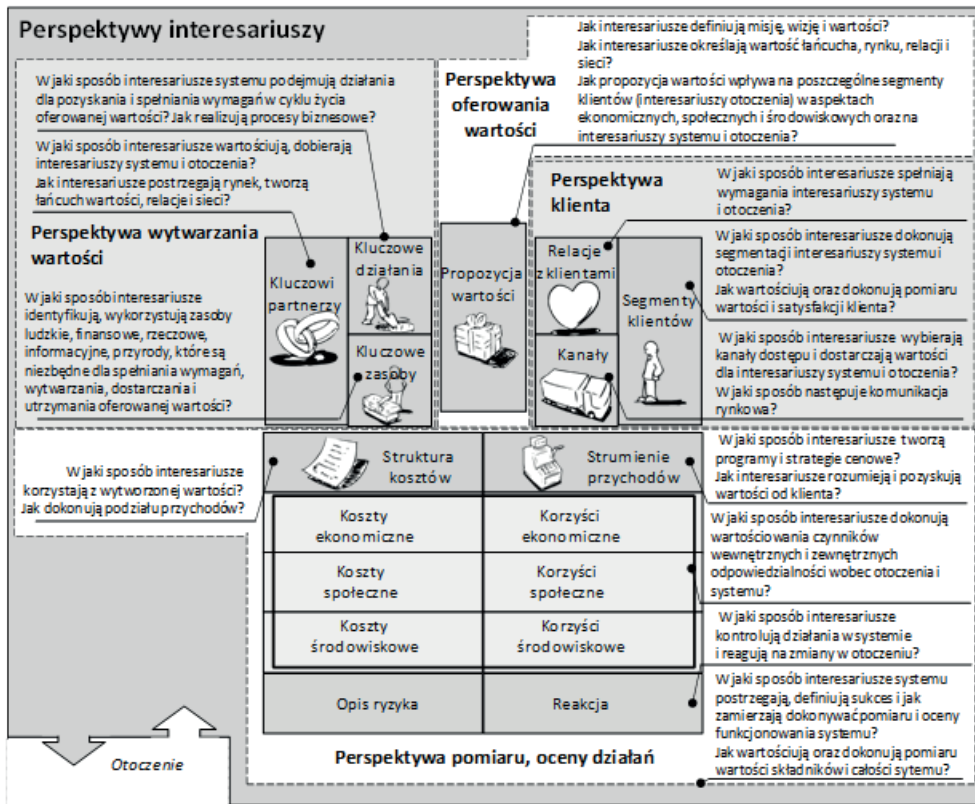 Perspektywy interesariuszy
Jak interesariusze definiują misję, wizję i wartości?
Jak interesariusze określają wartość łańcucha, rynku, relacji i
sieci?
Jak propozycja wartości wpływa na poszczególne segmenty
klientów (interesariuszy otoczenia) w aspektach
ekonomicznych, społecznych i środowiskowych oraz na
interesariuszy systemu i otoczenia?
Perspektywa
oferowania
wartości
W jaki sposób interesariusze systemu podejmują działania
dla pozyskania i spełniania wymagań w cyklu życia
oferowanej wartości? Jak realizują procesy biznesowe?
W jaki sposób interesariusze wartościują, dobierają
interesariuszy systemu i otoczenia?
Jak interesariusze postrzegają rynek, tworzą
łańcuch wartości, relacje i sieci?
Perspektywa wytwarzania
wartości
W jaki sposób interesariusze
identyfikują, wykorzystują zasoby
ludzkie, finansowe, rzeczowe,
informacyjne, przyrody, które są
niezbędne dla spełniania wymagań,
wytwarzania, dostarczania i
utrzymania oferowanej wartości?
Kluczowi
partnerzy
Kluczowe
działania
Kluczowe
zasoby
Propozycja
wartości
Perspektywa
klienta
Relacje
z klientami
Kanały
Segmenty
klientów
W jaki sposób interesariusze spełniają
wymagania interesariuszy systemu
i otoczenia?
W jaki sposób interesariusze dokonują
segmentacji interesariuszy systemu i
otoczenia?
Jak wartościują oraz dokonują pomiaru
wartości i satysfakcji klienta?
W jaki sposób interesariusze wybierają
kanały dostępu i dostarczają wartości
dla interesariuszy systemu i otoczenia?
W jaki sposób następuje komunikacja
rynkowa?
W jaki sposób interesariusze
korzystają z wytworzonej wartości?
Jak dokonują podziału przychodów?
Struktura
kosztów
Strumienie
przychodów
Koszty
ekonomiczne
Korzyści
ekonomiczne
Koszty
społeczne
Korzyści
społeczne
Koszty
środowiskowe
Korzyści
środowiskowe
Opis ryzyka
Reakcja
W jaki sposób interesariusze tworzą
programy i strategie cenowe?
Jak interesariusze rozumieją i pozyskują
wartości od klienta?
W jaki sposób interesariusze dokonują
wartościowania czynników
wewnętrznych i zewnętrznych
odpowiedzialności wobec otoczenia i
systemu?
W jaki sposób interesariusze
kontrolują działania w systemie
i reagują na zmiany w otoczeniu?
W jaki sposób interesariusze systemu
postrzegają, definiują sukces i jak
zamierzają dokonywać pomiaru i oceny
funkcjonowania systemu?
Jak wartościują oraz dokonują pomiaru
wartości składników i całości sytemu?
Perspektywa pomiaru, oceny działań
Otoczenie